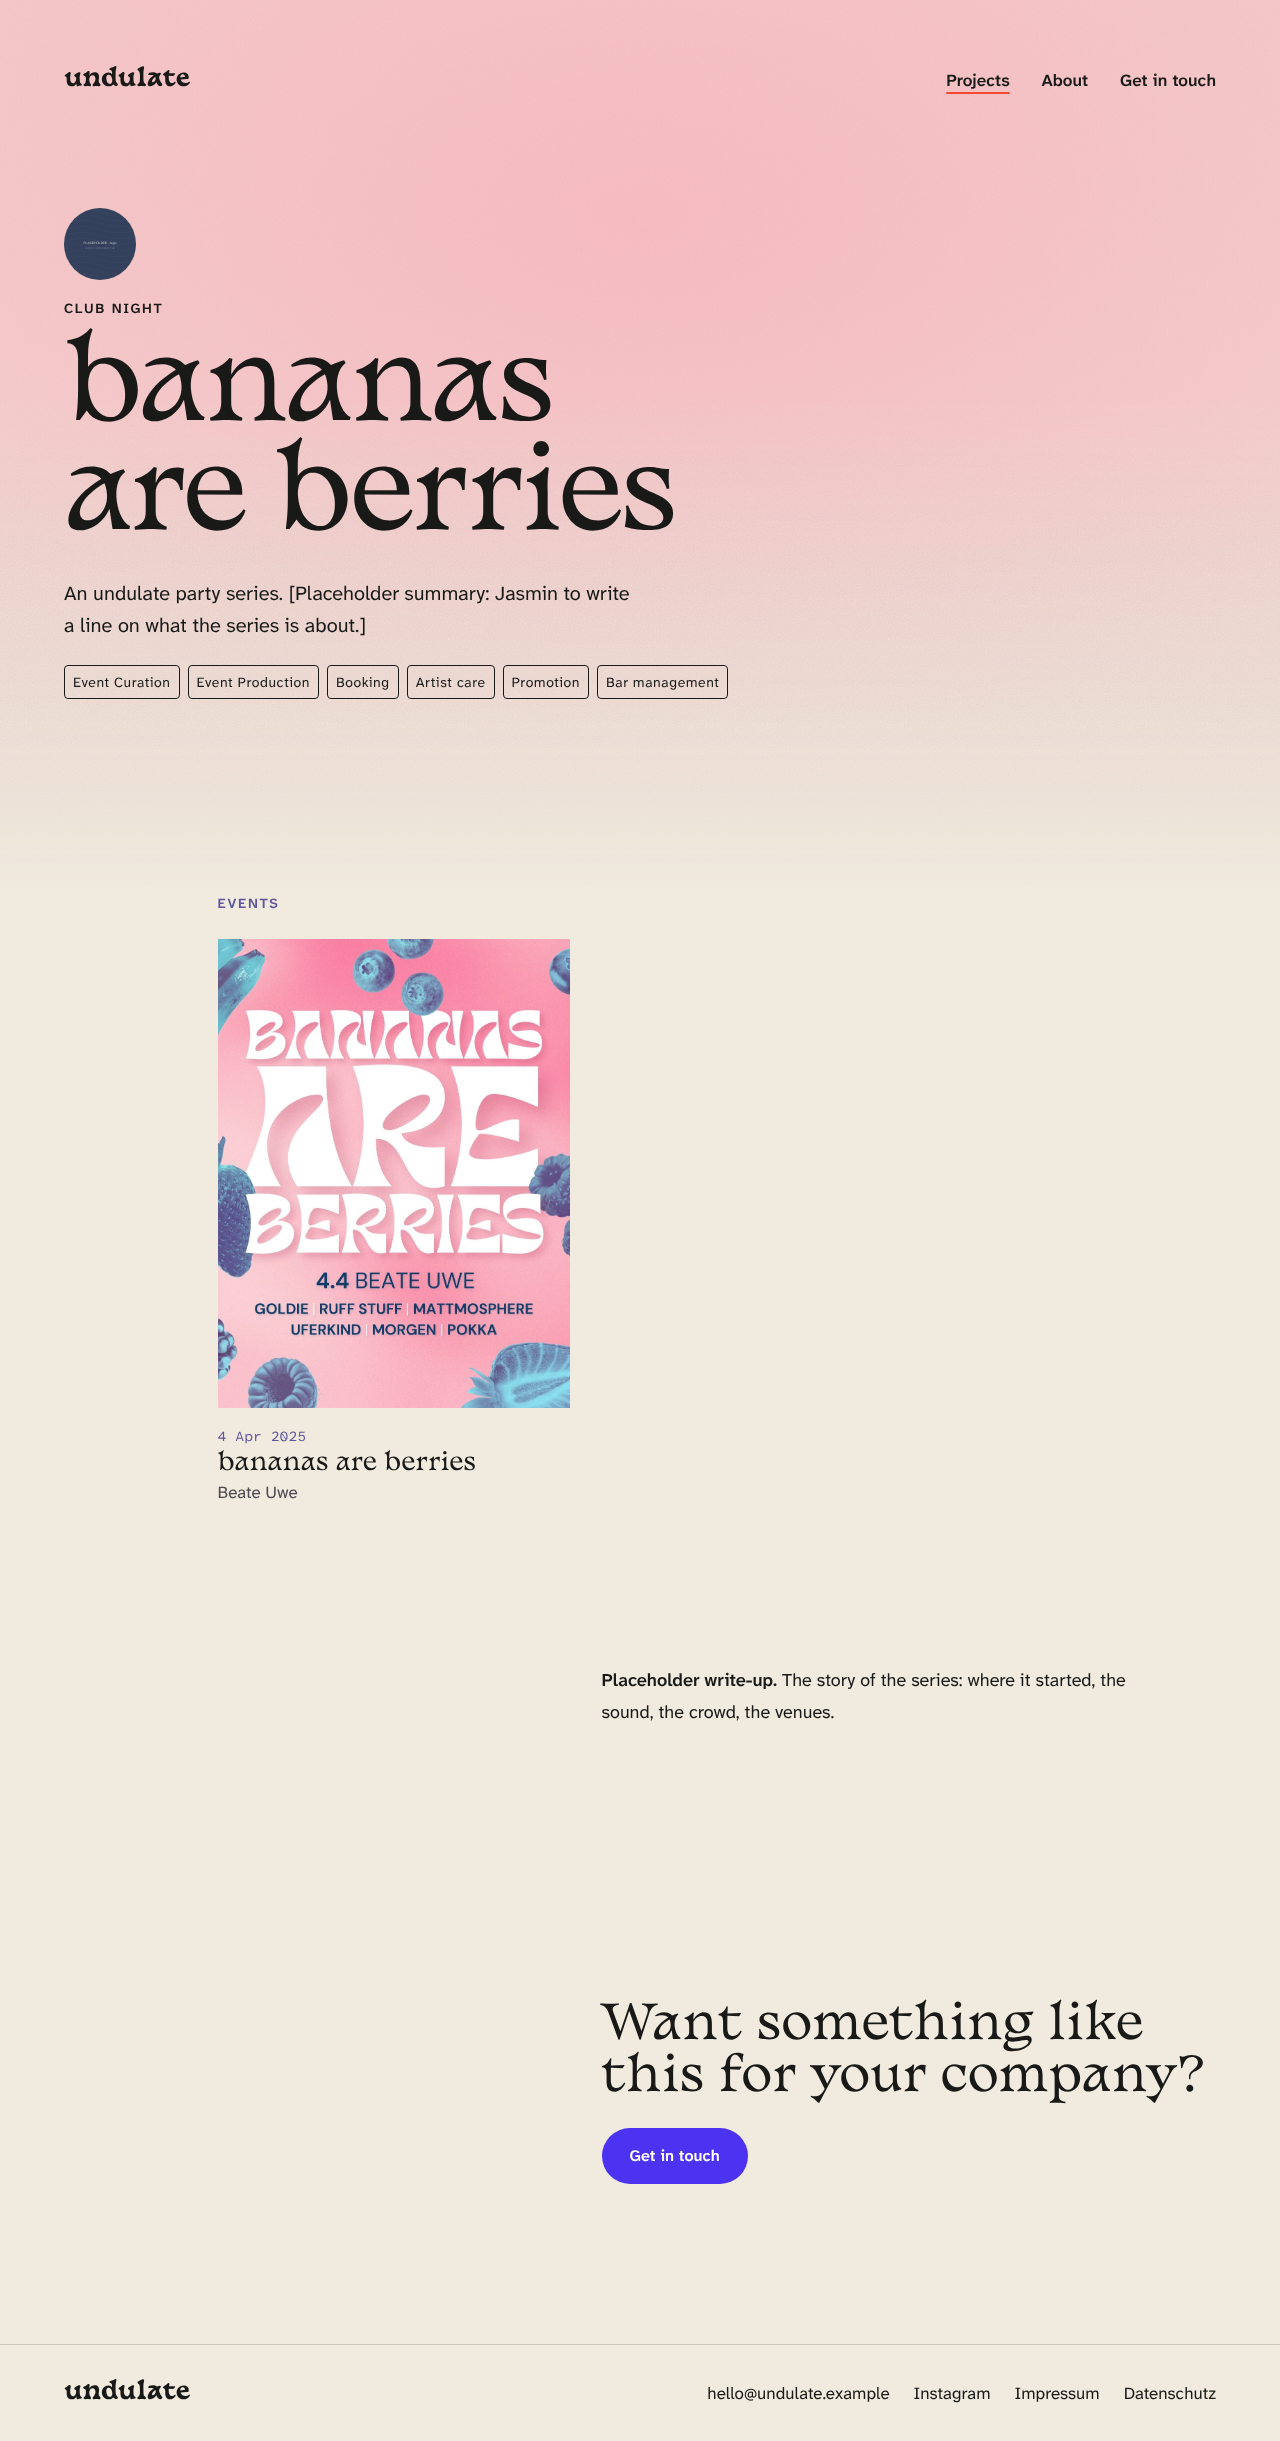 undulate
Projects About Get in touch
CLUB NIGHT
bananas
are berries
An undulate party series. [Placeholder summary: Jasmin to write
a line on what the series is about.]
Event Curation Event Production Booking Artist care Promotion Bar management
EVENTS
BANANAS
ARE
BERRIES
4.4 BEATE UWE
GOLDIE | RUFF STUFF | MATTMOSPHERE
UFERKIND | MORGEN | POKKA
4 Apr 2025
bananas are berries
Beate Uwe
Placeholder write-up. The story of the series: where it started, the
sound, the crowd, the venues.
Want something like
this for your company?
Get in touch
undulate
hello@undulate.example Instagram Impressum Datenschutz